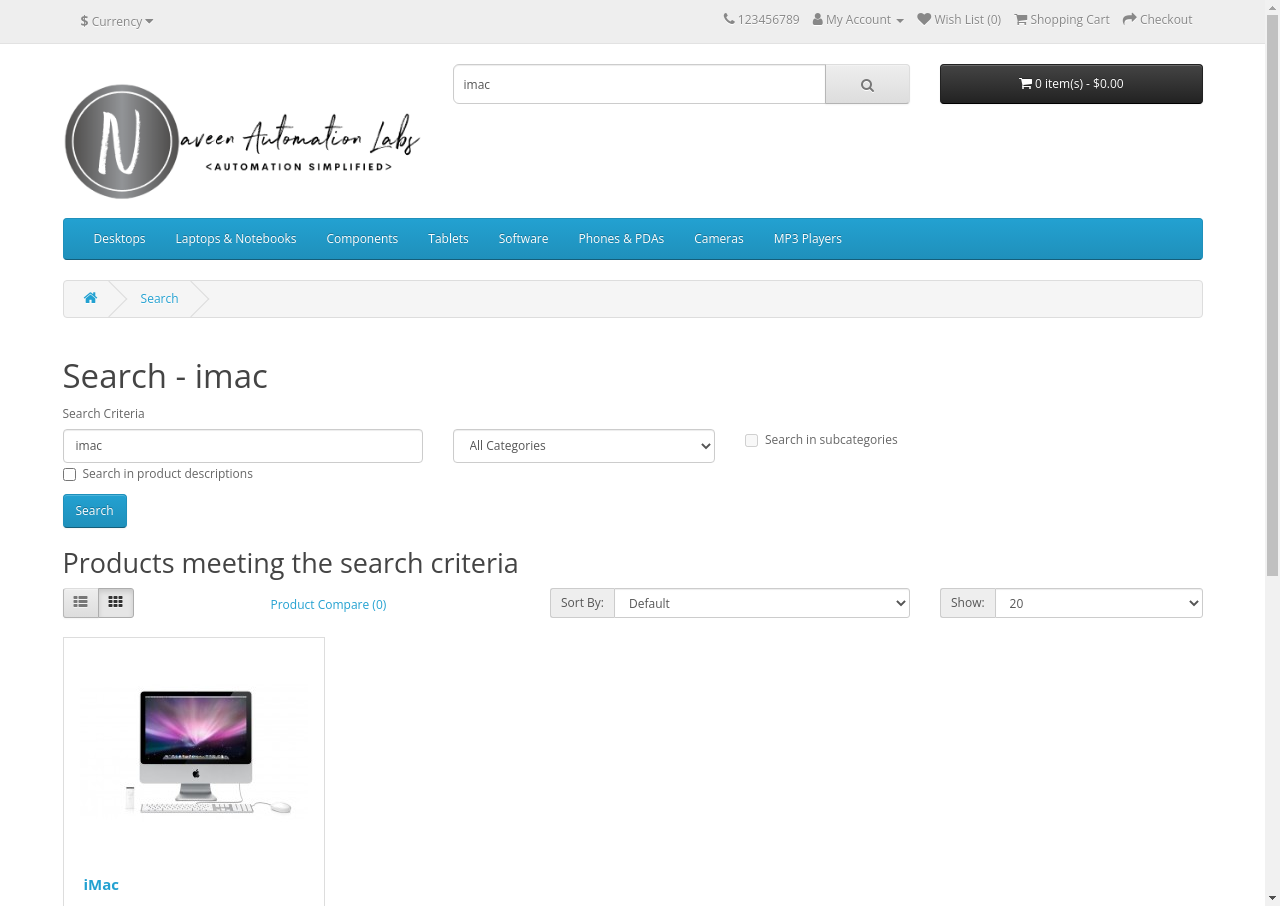 $ Currency
123456789 My Account Wish List (0) Shopping Cart Checkout
imac
0 item(s) - $0.00
N aveen Automation Labs
<AUTOMATION SIMPLIFIED>
Desktops Laptops & Notebooks Components Tablets Software Phones & PDAs Cameras MP3 Players
Search
Search - imac
Search Criteria
imac All Categories Search in subcategories
Search in product descriptions
Search
Products meeting the search criteria
Product Compare (0) Sort By: Default Show: 20
iMac